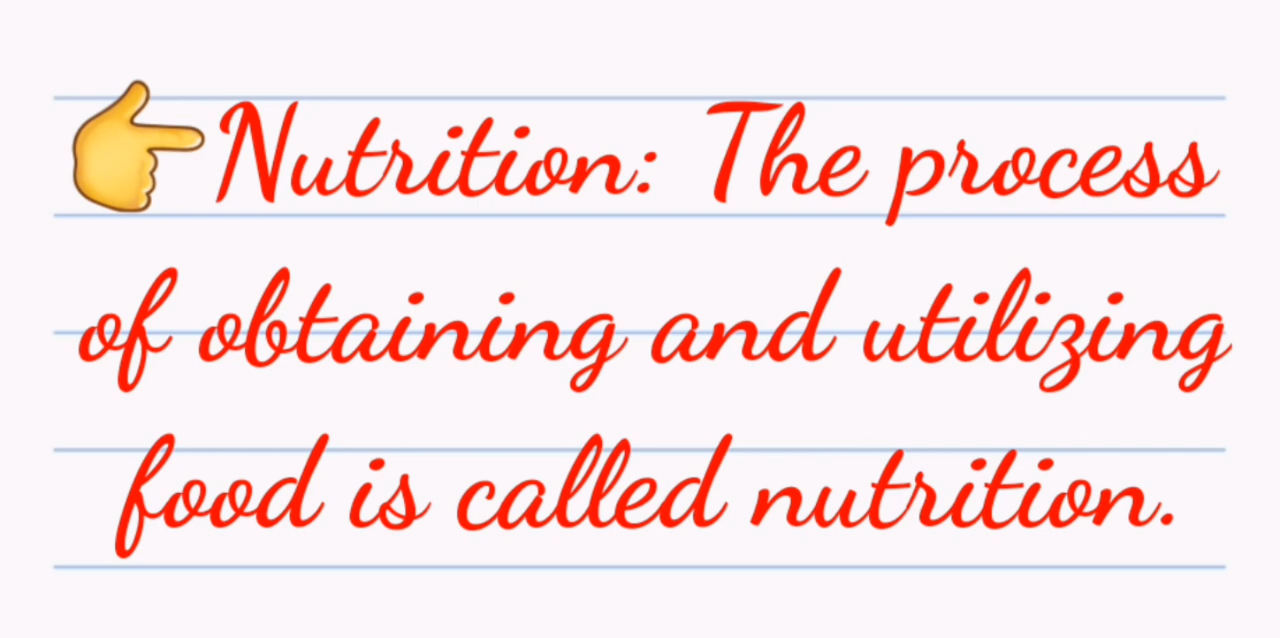 👉Nutrition: The process
of obtaining and utilizing
food is called nutrition.